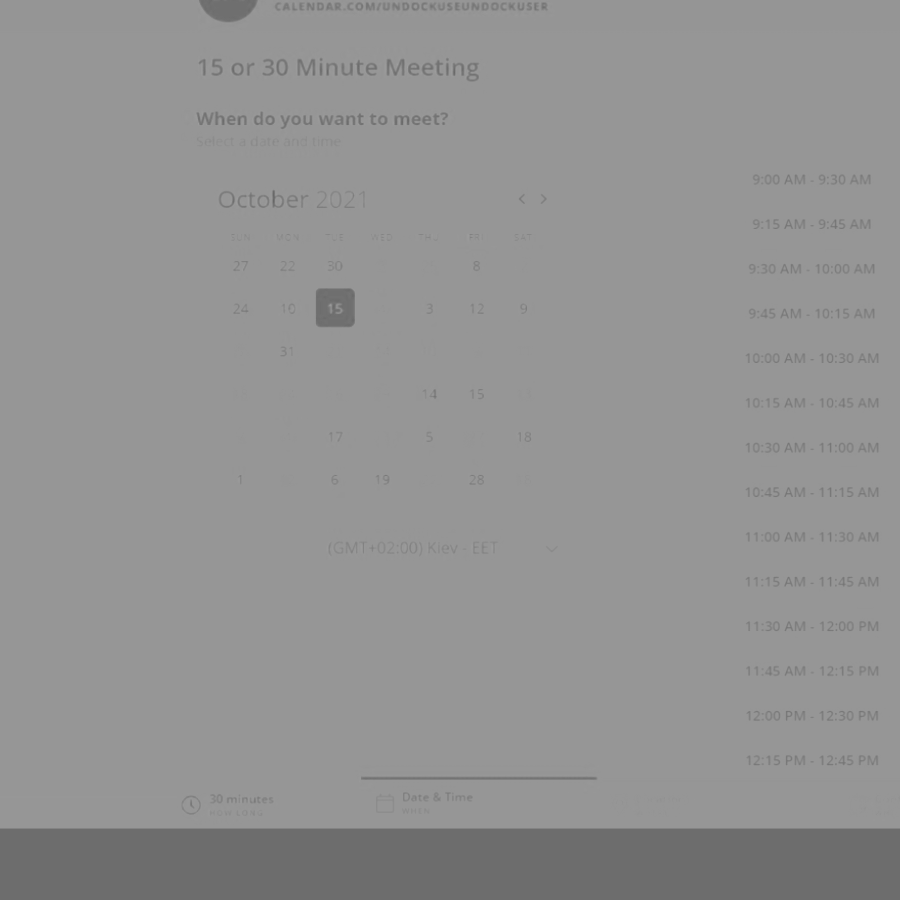 CALENDAR.COM/UNDOCKUSEUNDOCKUSER
15 or 30 Minute Meeting
When do you want to meet?
Select a date and time
October 2021
SUN MON TUE WED THU FRI SAT
27 22 30 8
24 10 15 3 12 9
31
14 15
17 5 18
1 6 19 28
(GMT+02:00) Kiev - EET
9:00 AM - 9:30 AM
9:15 AM - 9:45 AM
9:30 AM - 10:00 AM
9:45 AM - 10:15 AM
10:00 AM - 10:30 AM
10:15 AM - 10:45 AM
10:30 AM - 11:00 AM
10:45 AM - 11:15 AM
11:00 AM - 11:30 AM
11:15 AM - 11:45 AM
11:30 AM - 12:00 PM
11:45 AM - 12:15 PM
12:00 PM - 12:30 PM
12:15 PM - 12:45 PM
30 minutes
HOW LONG
Date & Time
WHEN